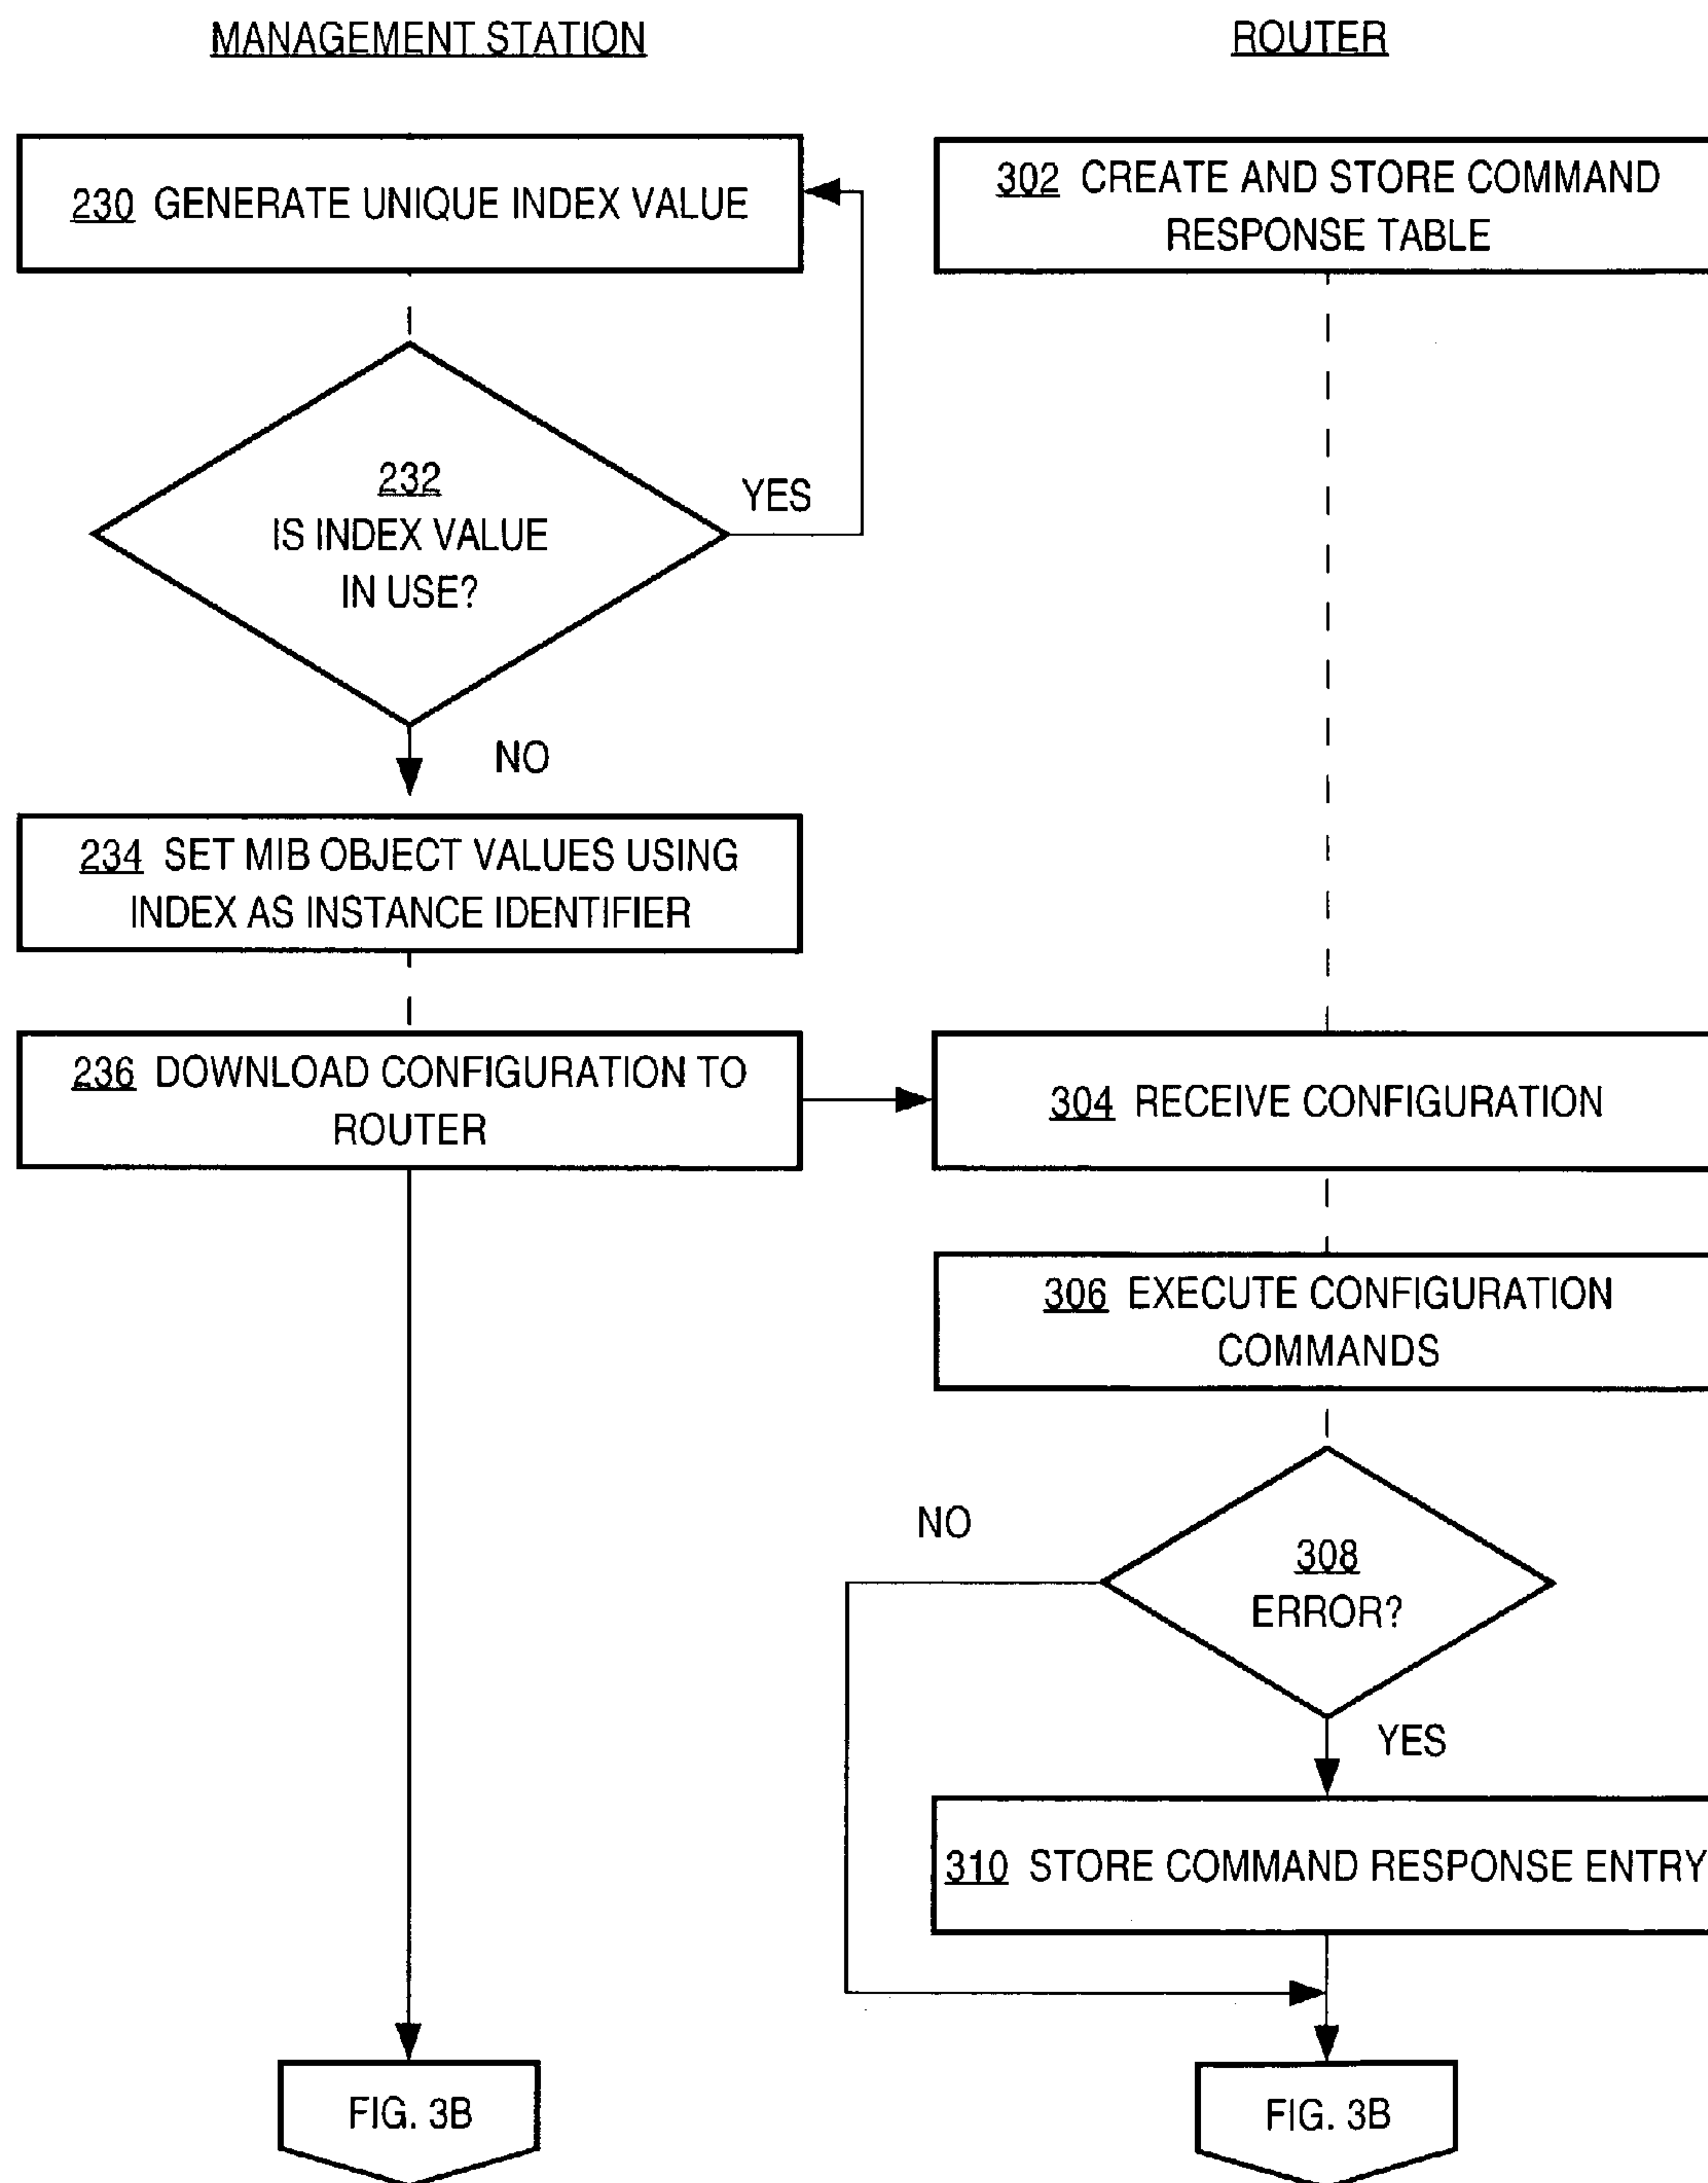 MANAGEMENT STATION
ROUTER
230 GENERATE UNIQUE INDEX VALUE
302 CREATE AND STORE COMMAND
RESPONSE TABLE
232
IS INDEX VALUE
IN USE?
YES
NO
234 SET MIB OBJECT VALUES USING
INDEX AS INSTANCE IDENTIFIER
236 DOWNLOAD CONFIGURATION TO
ROUTER
304 RECEIVE CONFIGURATION
306 EXECUTE CONFIGURATION
COMMANDS
NO
308
ERROR?
YES
310 STORE COMMAND RESPONSE ENTRY
FIG. 3B
FIG. 3B